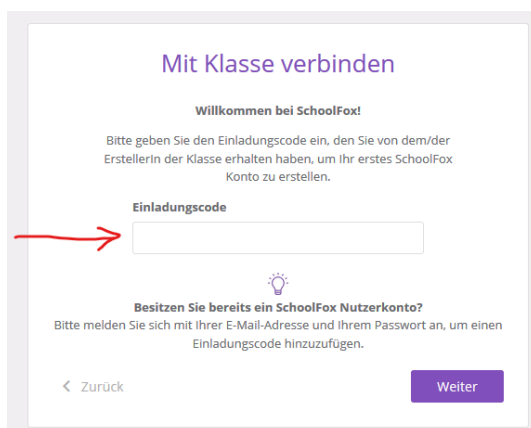 Mit Klasse verbinden
Willkommen bei SchoolFox!
Bitte geben Sie den Einladungscode ein, den Sie von dem/der
ErstellerIn der Klasse erhalten haben, um Ihr erstes SchoolFox
Konto zu erstellen.
Einladungscode
Besitzen Sie bereits ein SchoolFox Nutzerkonto?
Bitte melden Sie sich mit Ihrer E-Mail-Adresse und Ihrem Passwort an, um einen
Einladungscode hinzuzufügen.
Zurück
Weiter